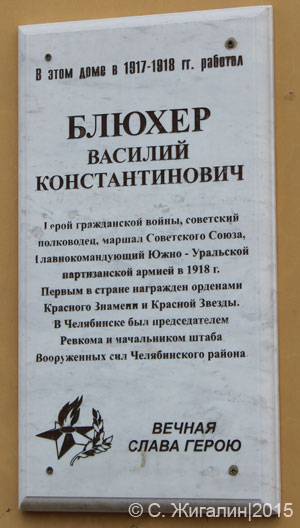 В этом доме в 1917-1918 гг. работал
БЛЮХЕР
ВАСИЛИЙ
КОНСТАНТИНОВИЧ
Герой гражданской войны, советский
полководец, маршал Советского Союза,
Главнокомандующий Южно - Уральской
партизанской армией в 1918 г.
Первым в стране награжден орденами
Красного Знамени и Красной Звезды.
В Челябинске был председателем
Ревкома и начальником штаба
Вооруженных сил Челябинского района.
ВЕЧНАЯ
СЛАВА ГЕРОЮ
© С. Жигалин|2015